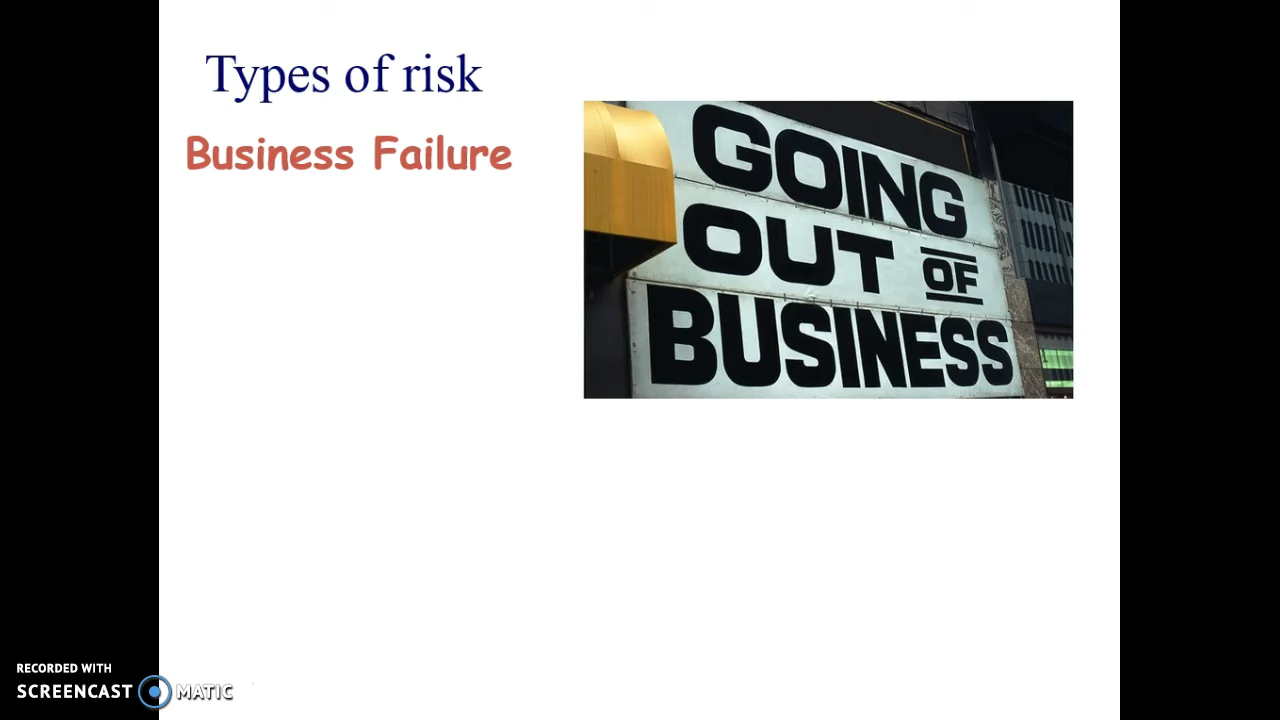 Types of risk
Business Failure
GOING
OUT OF
BUSINESS
RECORDED WITH
SCREENCAST MATIC